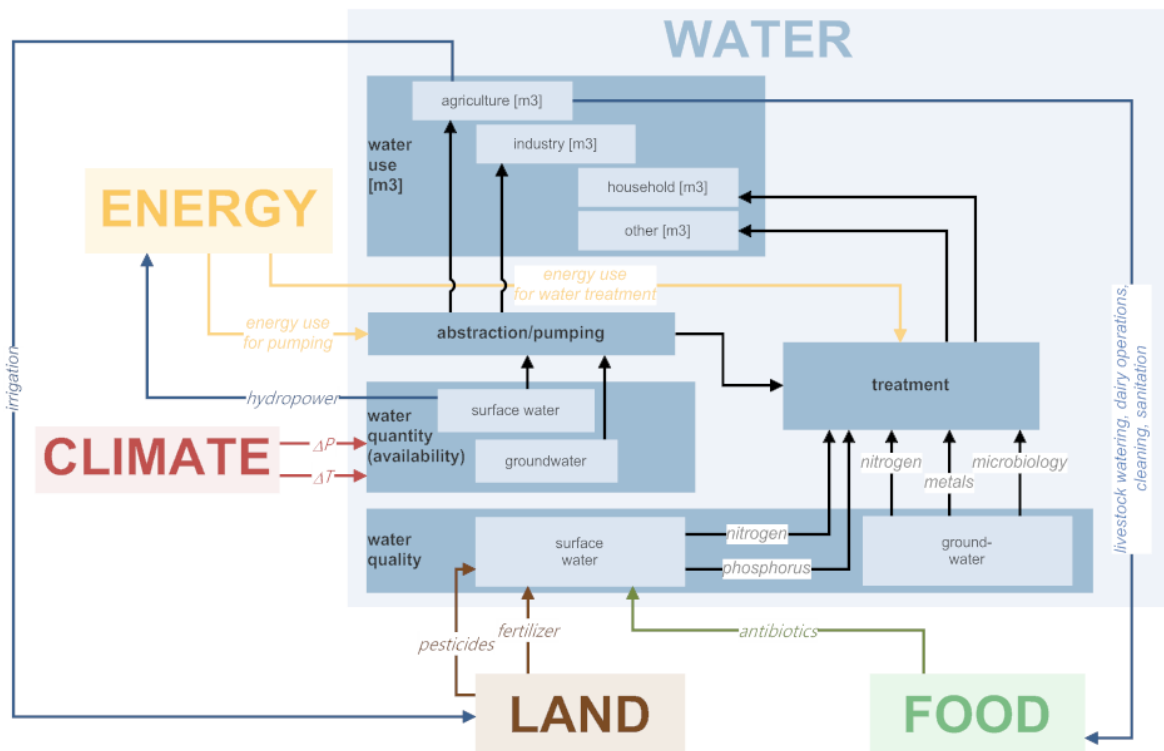 WATER
agriculture [m3]
water
use
[m3]
industry [m3]
household [m3]
other [m3]
ENERGY
energy use
for water treatment
energy use
for pumping
abstraction/pumping
treatment
irrigation
livestock watering, dairy operations,
cleaning, sanitation
hydropower
surface water
water
quantity
(availability)
groundwater
CLIMATE
ΔP
ΔT
nitrogen
metals
microbiology
water
quality
surface
water
nitrogen
phosphorus
ground-
water
pesticides
fertilizer
antibiotics
LAND
FOOD